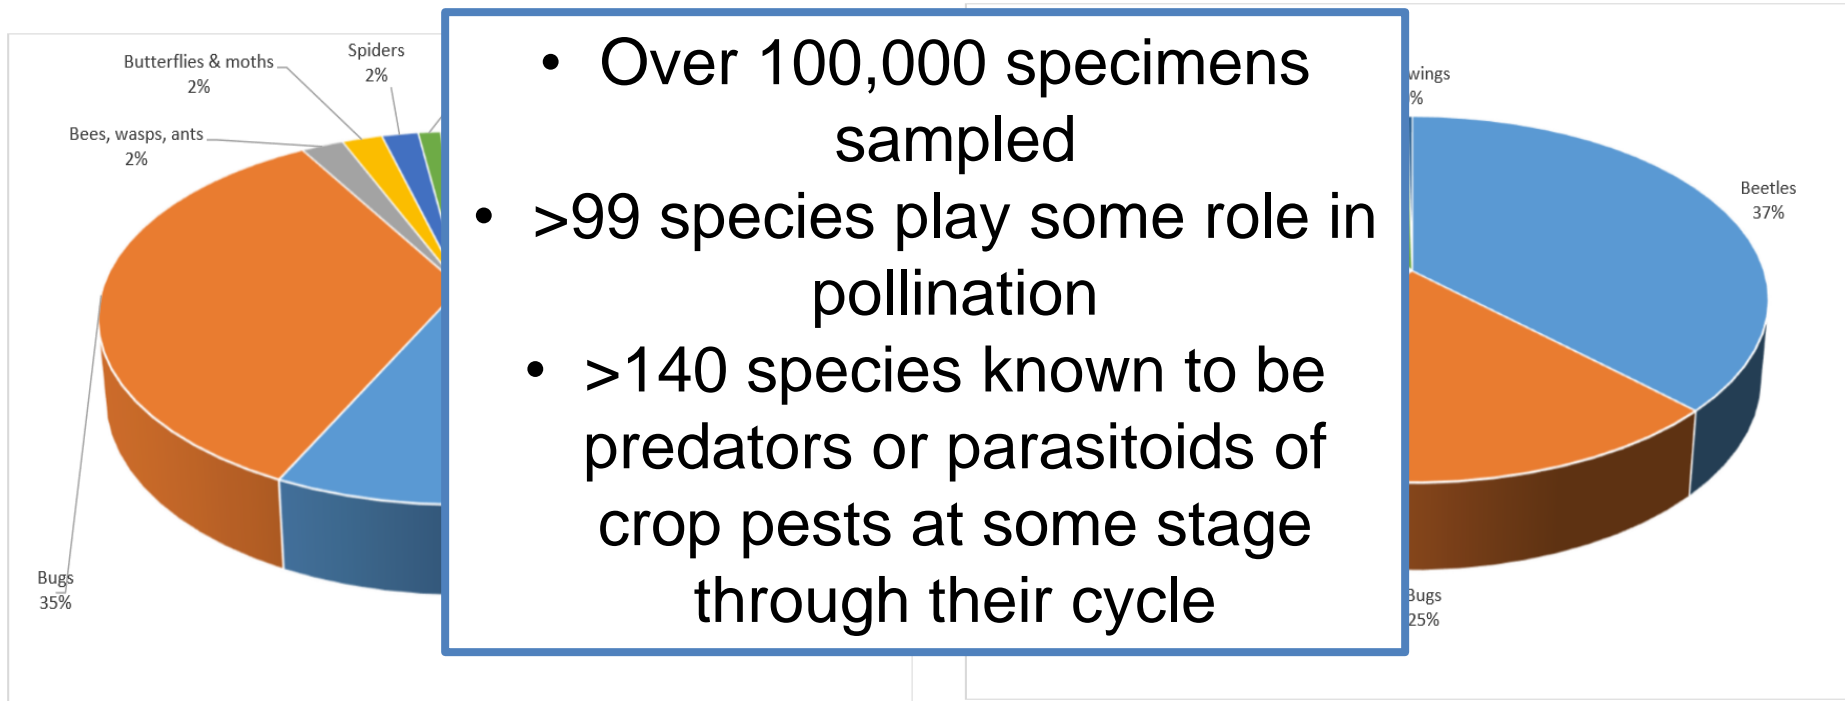 Butterflies & moths
2%
Spiders
2%
Bees, wasps, ants
2%
Bugs
35%
• Over 100,000 specimens
sampled
• >99 species play some role in
pollination
• >140 species known to be
predators or parasitoids of
crop pests at some stage
through their cycle
Beetles
37%
Bugs
25%